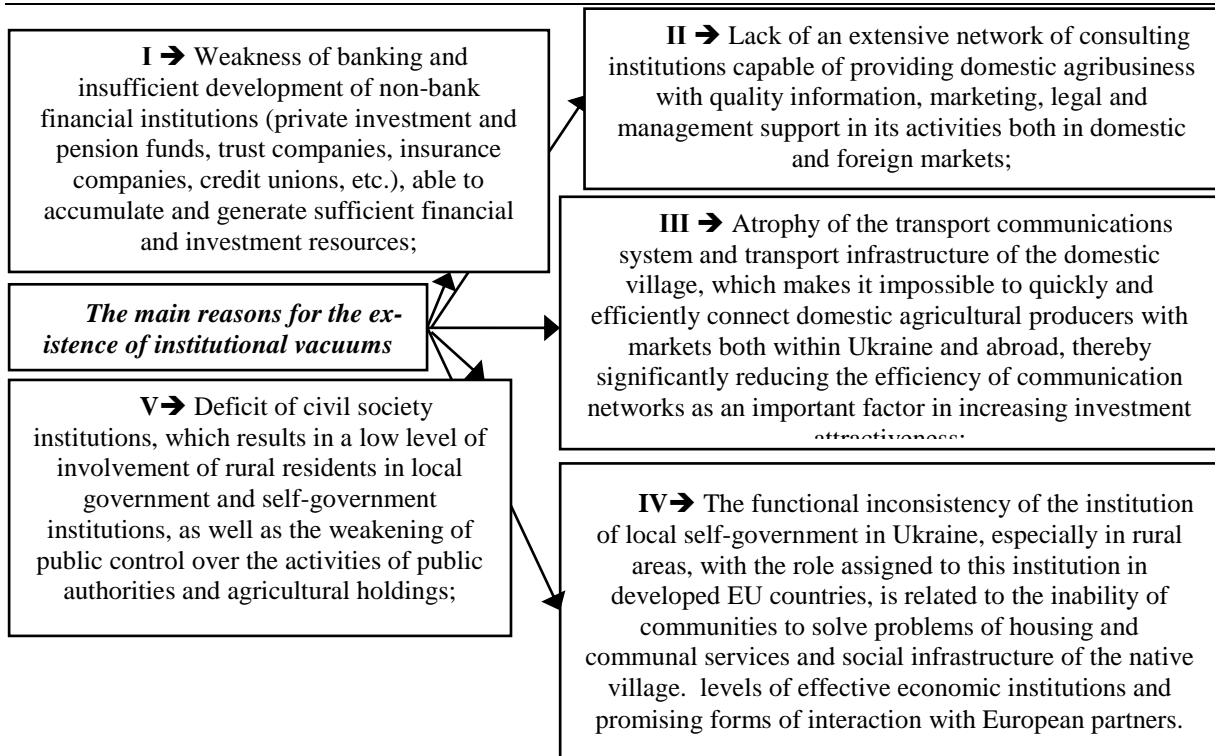 I ➔ Weakness of banking and
insufficient development of non-bank
financial institutions (private investment and
pension funds, trust companies, insurance
companies, credit unions, etc.), able to
accumulate and generate sufficient financial
and investment resources;
II ➔ Lack of an extensive network of consulting
institutions capable of providing domestic agribusiness
with quality information, marketing, legal and
management support in its activities both in domestic
and foreign markets;
III ➔ Atrophy of the transport communications
system and transport infrastructure of the domestic
village, which makes it impossible to quickly and
efficiently connect domestic agricultural producers with
markets both within Ukraine and abroad, thereby
significantly reducing the efficiency of communication
networks as an important factor in increasing investment
attractiveness;
The main reasons for the ex-
istence of institutional vacuums
V➔ Deficit of civil society
institutions, which results in a low level of
involvement of rural residents in local
government and self-government
institutions, as well as the weakening of
public control over the activities of public
authorities and agricultural holdings;
IV➔ The functional inconsistency of the institution
of local self-government in Ukraine, especially in rural
areas, with the role assigned to this institution in
developed EU countries, is related to the inability of
communities to solve problems of housing and
communal services and social infrastructure of the native
village. levels of effective economic institutions and
promising forms of interaction with European partners.